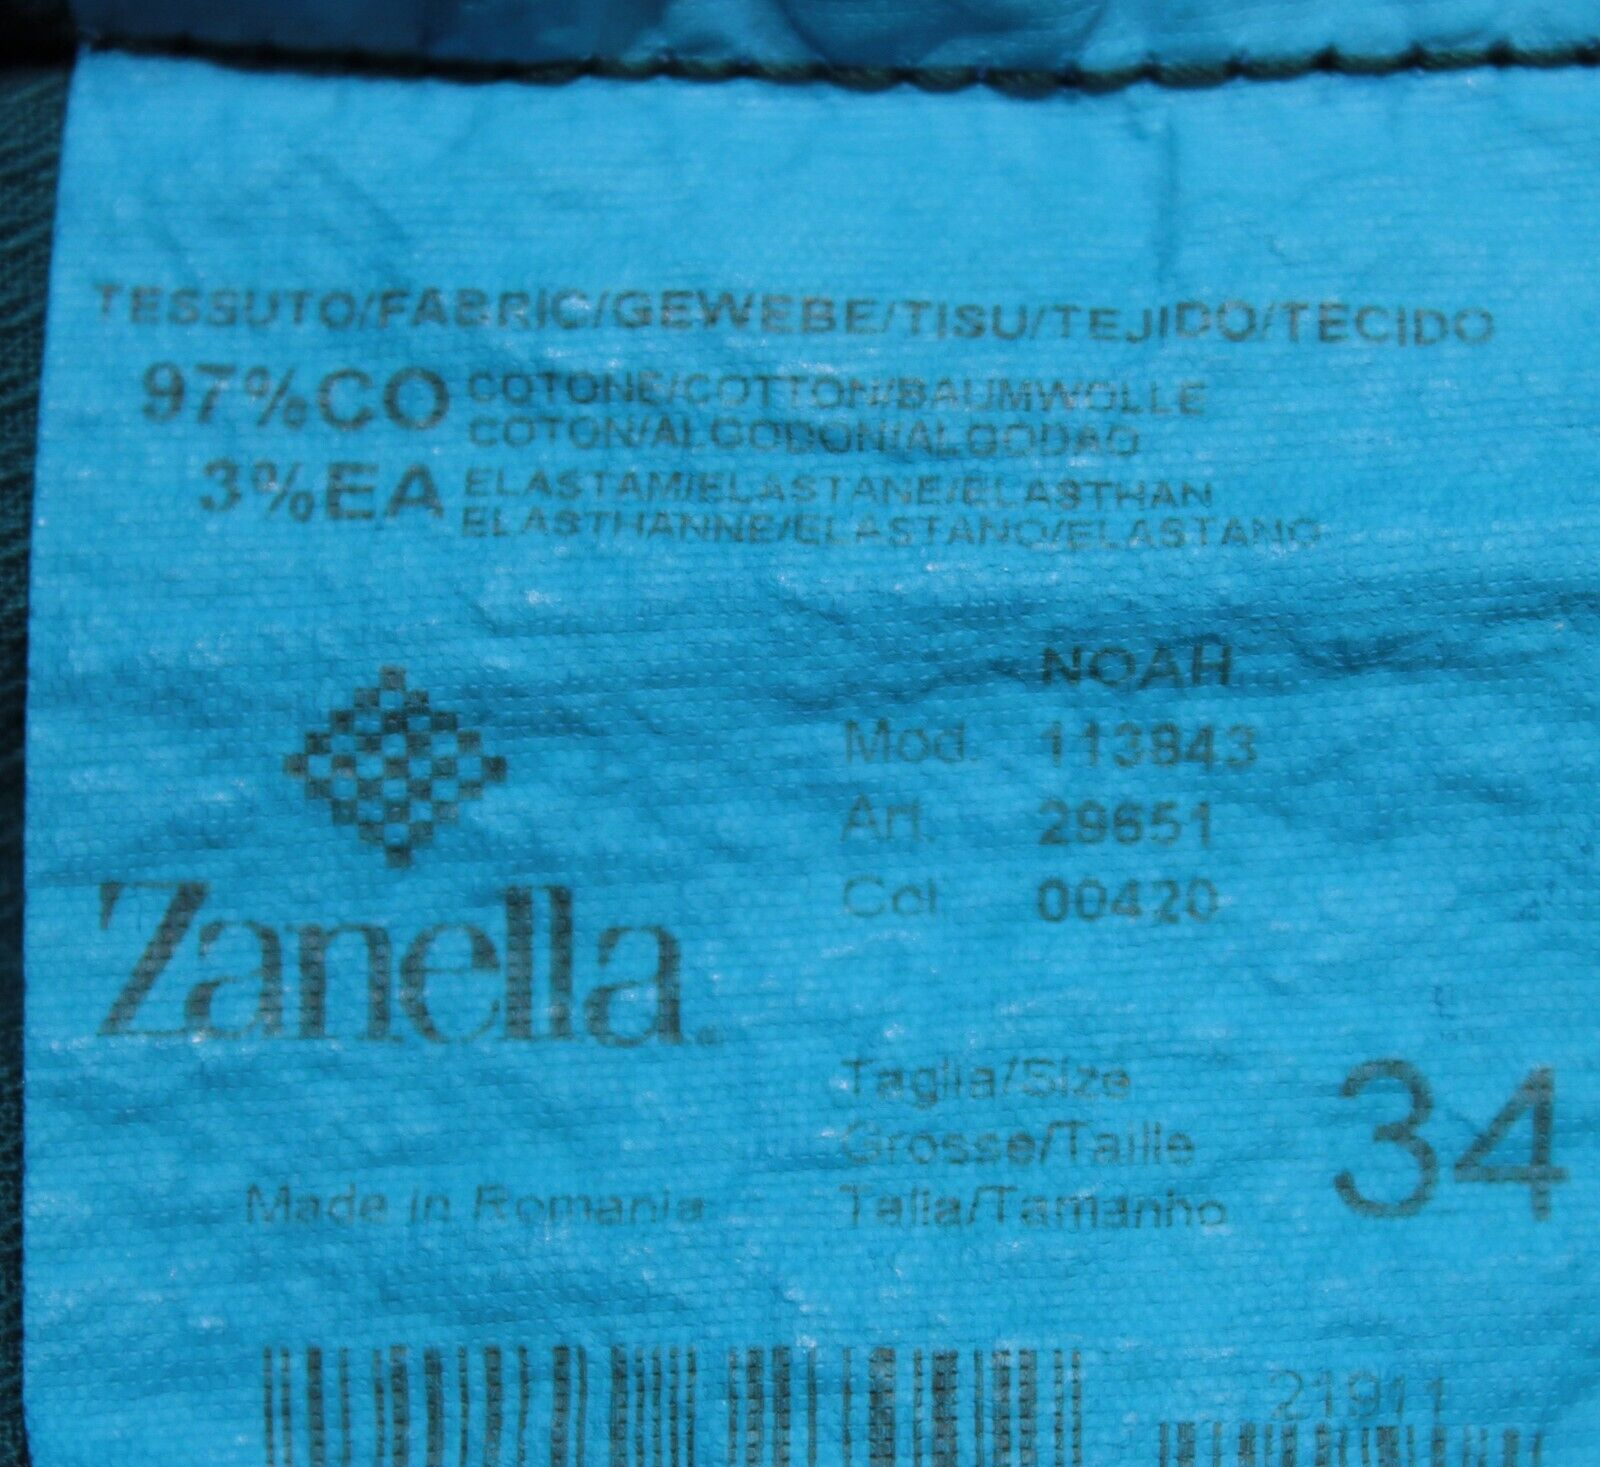 TESSUTO/FABRIC/GEWEBE/TISU/TEJIDO/TECIDO
97%CO COTONE/COTTON/BAUMWOLLE
COTON/ALGODON/ALGODAO
3%EA ELASTAM/ELASTANE/ELASTHAN
ELASTHANNE/ELASTANO/ELASTANO
NOAH
Mod. 113943
Art. 29651
Col. 00420
Zanella
Taglia/Size
Grosse/Taille
Talla/Tamanho
34
Made in Romania
21911